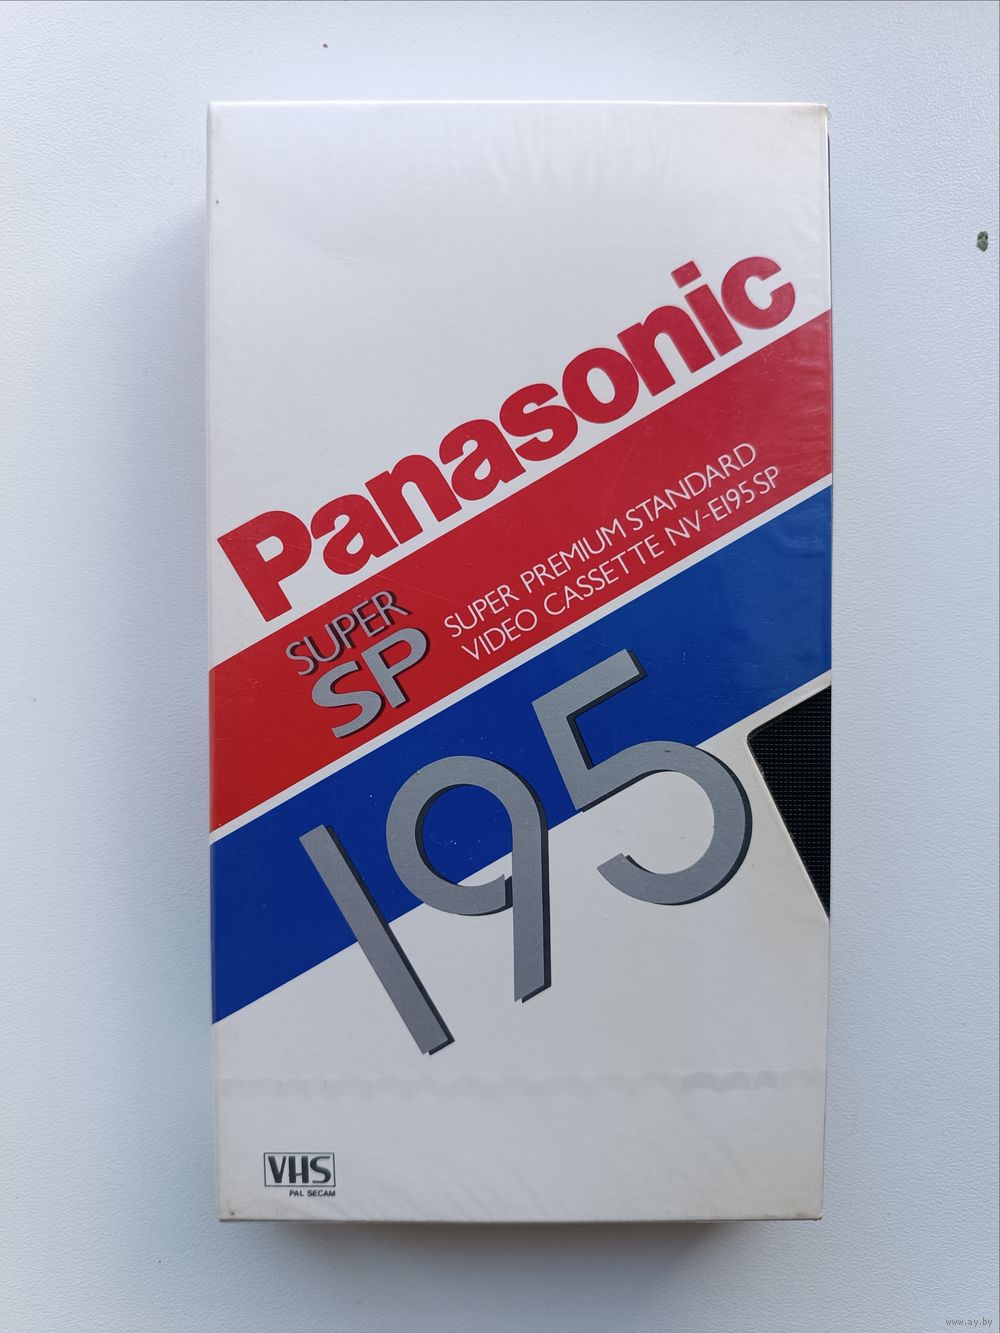 Panasonic
SUPER
SP
SUPER PREMIUM STANDARD
VIDEO CASSETTE NV-E195SP
195
VHS
PAL SECAM
www.ay.by